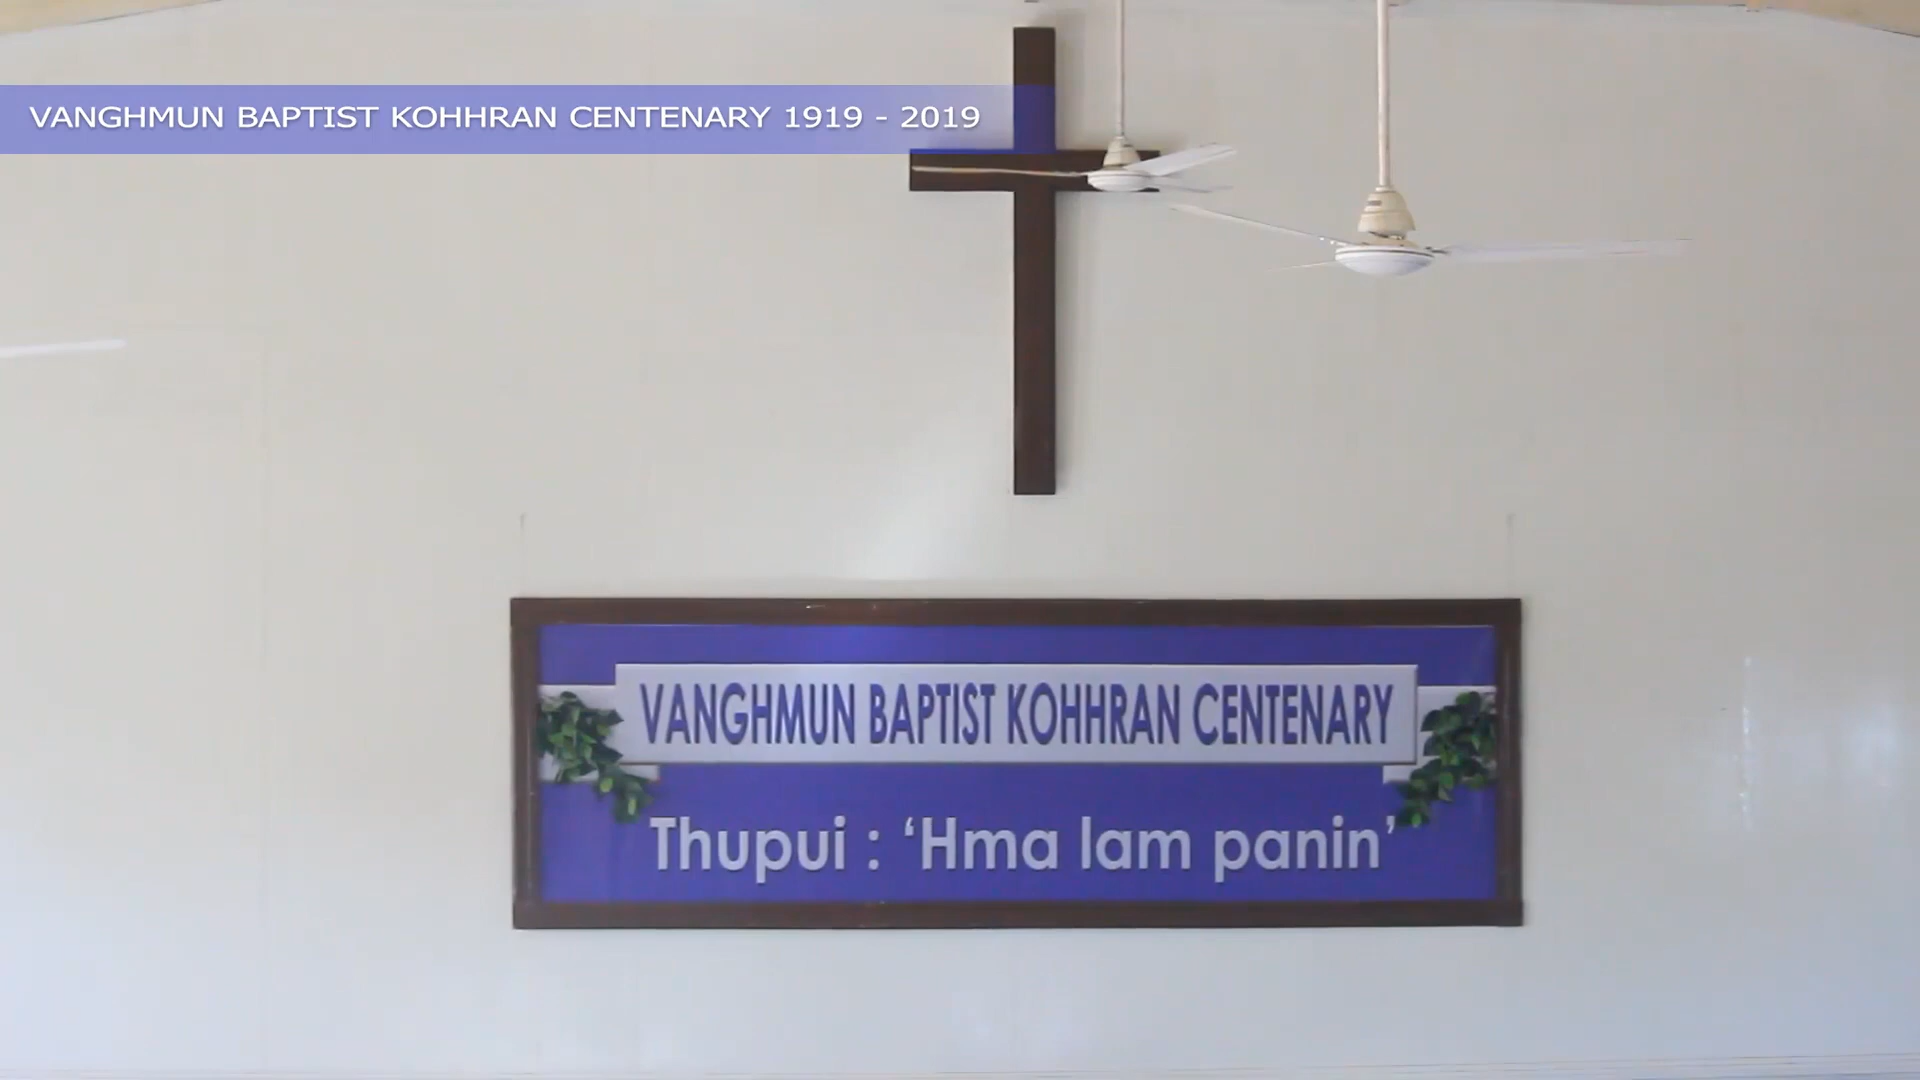 VANGHMUN BAPTIST KOHHRAN CENTENARY 1919 - 2019
VANGHMUN BAPTIST KOHHRAN CENTENARY
Thupui : ‘Hma lam panin’